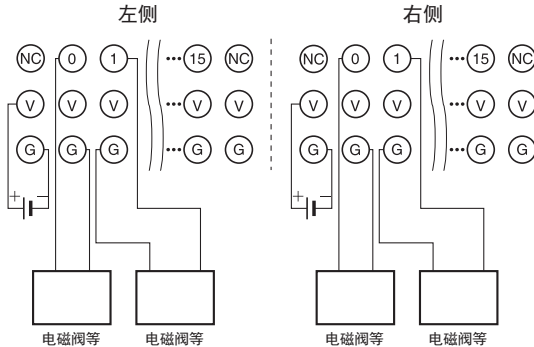 左侧 右侧
NC 0 1 ••• 15 NC NC 0 1 ••• 15 NC
V V V ••• V V V V V ••• V V
G G G ••• G G G G G ••• G G
+ − + −
电磁阀等 电磁阀等 电磁阀等 电磁阀等